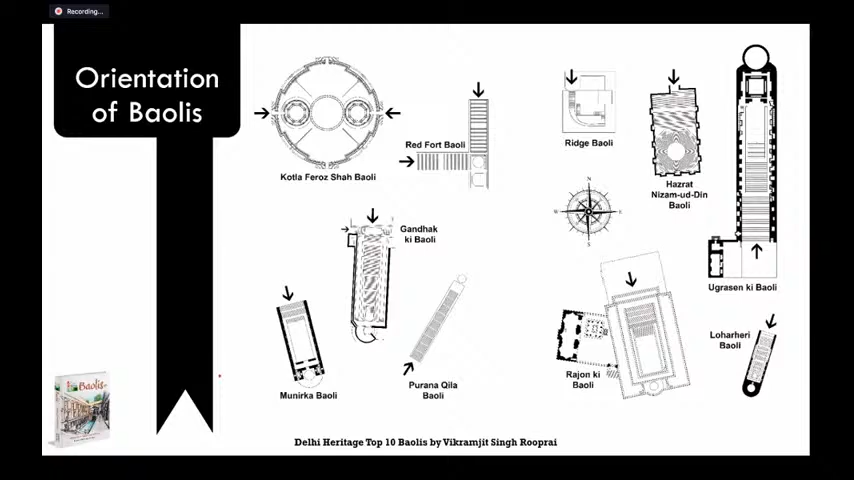 Recording...
Orientation
of Baolis
Kotla Feroz Shah Baoli
Red Fort Baoli
Ridge Baoli
Hazrat
Nizam-ud-Din
Baoli
N
W
E
S
Gandhak
ki Baoli
Ugrasen ki Baoli
Munirka Baoli
Purana Qila
Baoli
Rajon ki
Baoli
Loharheri
Baoli
Baolis
Delhi Heritage Top 10 Baolis by Vikramjit Singh Rooprai